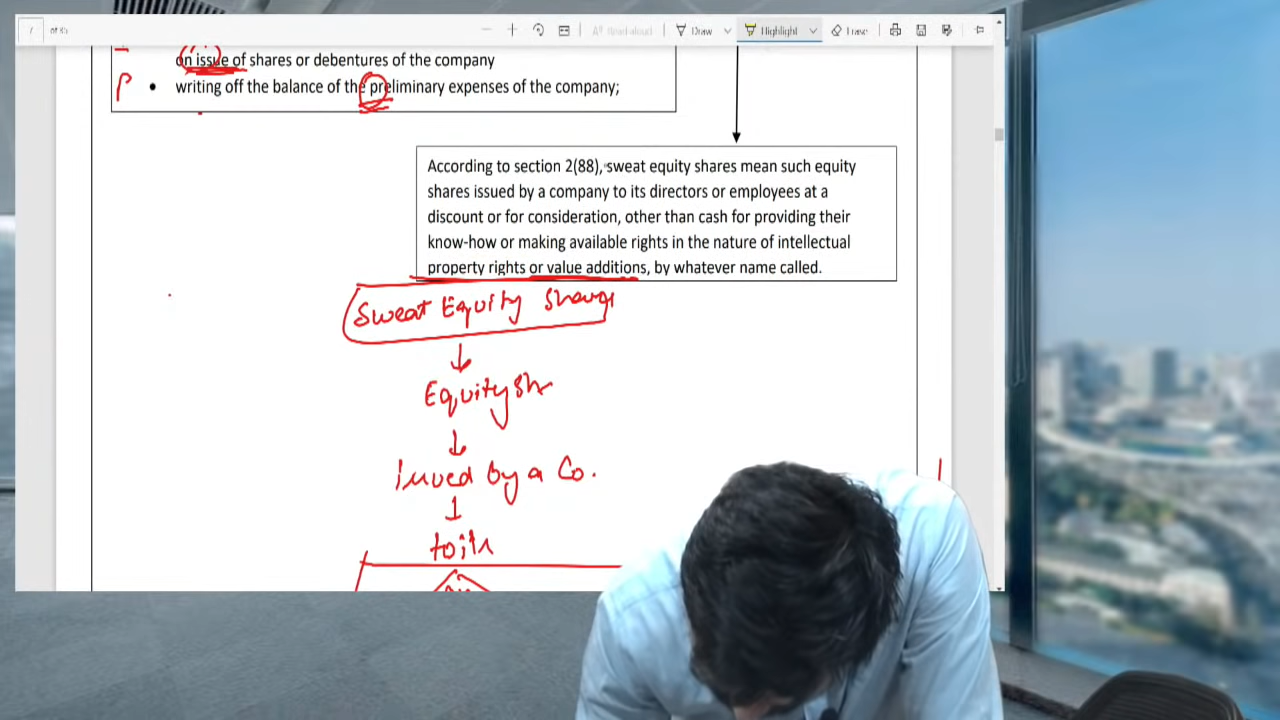 of 85
Read aloud
Draw
Highlight
Erase
on issue of shares or debentures of the company
P • writing off the balance of the preliminary expenses of the company;
According to section 2(88), sweat equity shares mean such equity
shares issued by a company to its directors or employees at a
discount or for consideration, other than cash for providing their
know-how or making available rights in the nature of intellectual
property rights or value additions, by whatever name called.
Sweat Equity Shares
Equity Sh
issued by a Co.
to its